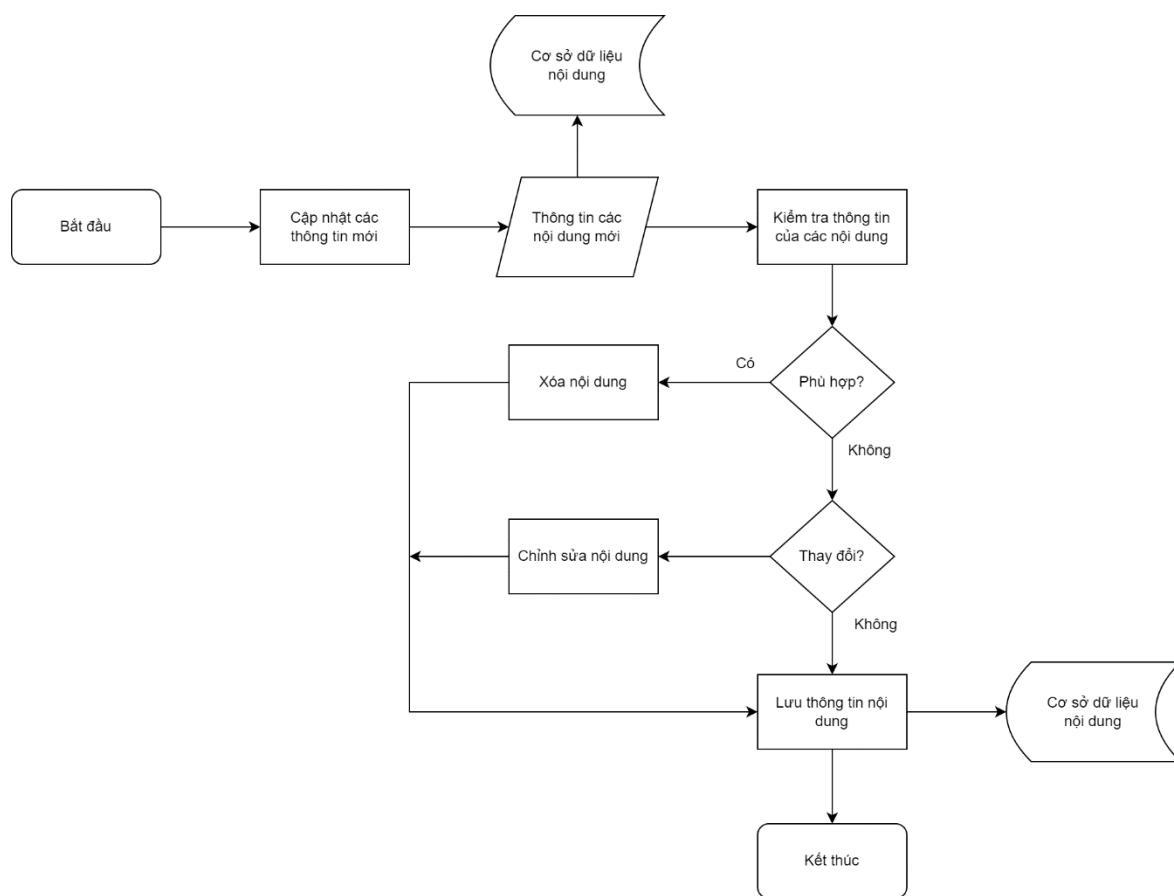 Cơ sở dữ liệu
nội dung
Bắt đầu
Cập nhật các
thông tin mới
Thông tin các
nội dung mới
Kiểm tra thông tin
của các nội dung
Xóa nội dung
Có
Phù hợp?
Không
Chỉnh sửa nội dung
Thay đổi?
Không
Lưu thông tin nội
dung
Cơ sở dữ liệu
nội dung
Kết thúc